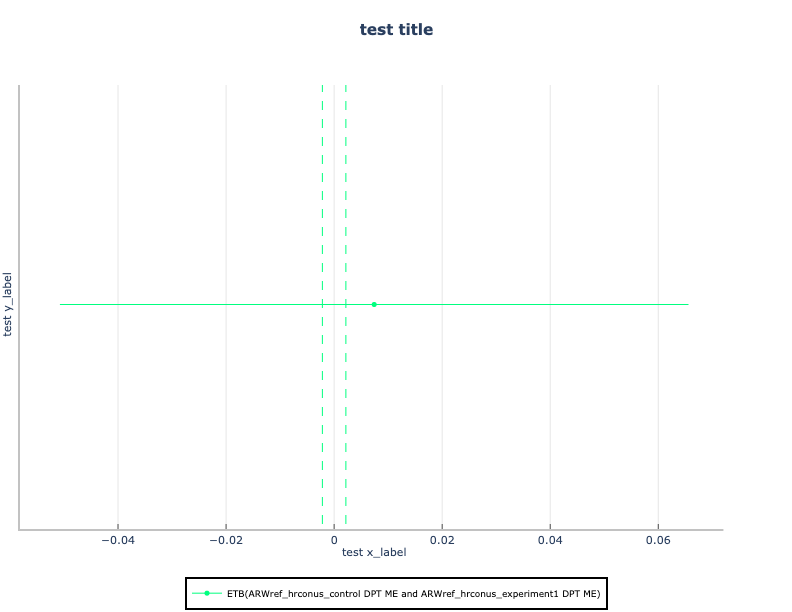 test title
test y_label
−0.04
−0.02
0
0.02
0.04
0.06
test x_label
ETB(ARWref_hrconus_control DPT ME and ARWref_hrconus_experiment1 DPT ME)